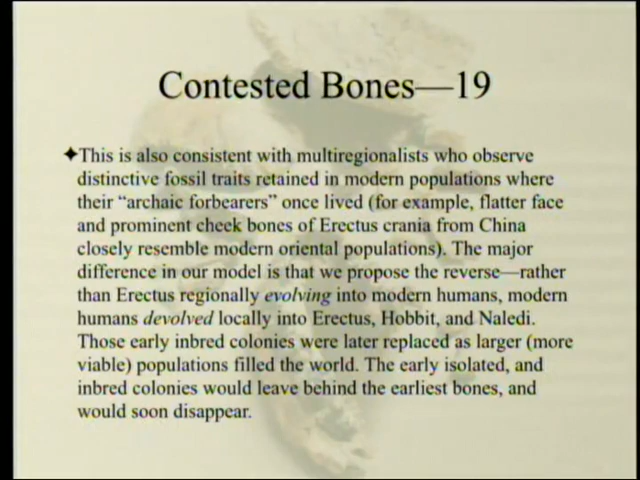 Contested Bones—19
✦This is also consistent with multiregionalists who observe
distinctive fossil traits retained in modern populations where
their “archaic forbearers” once lived (for example, flatter face
and prominent cheek bones of Erectus crania from China
closely resemble modern oriental populations). The major
difference in our model is that we propose the reverse—rather
than Erectus regionally evolving into modern humans, modern
humans devolved locally into Erectus, Hobbit, and Naledi.
Those early inbred colonies were later replaced as larger (more
viable) populations filled the world. The early isolated, and
inbred colonies would leave behind the earliest bones, and
would soon disappear.